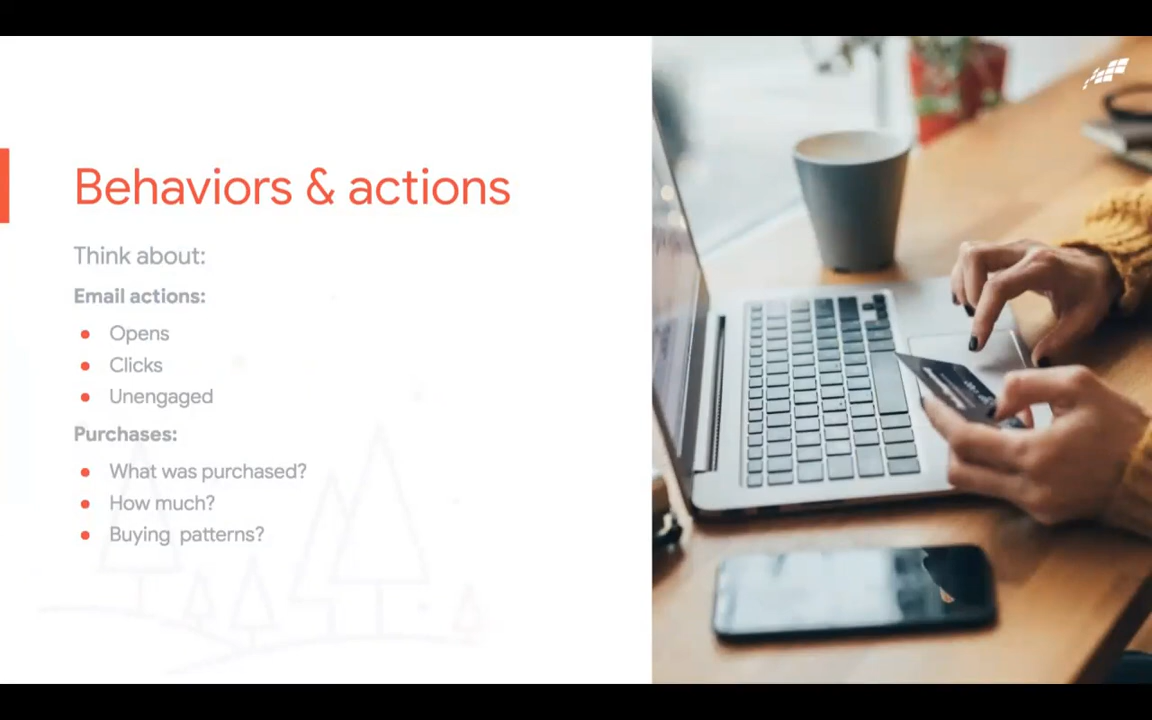 Behaviors & actions
Think about:
Email actions:
Opens
Clicks
Unengaged
Purchases:
What was purchased?
How much?
Buying patterns?